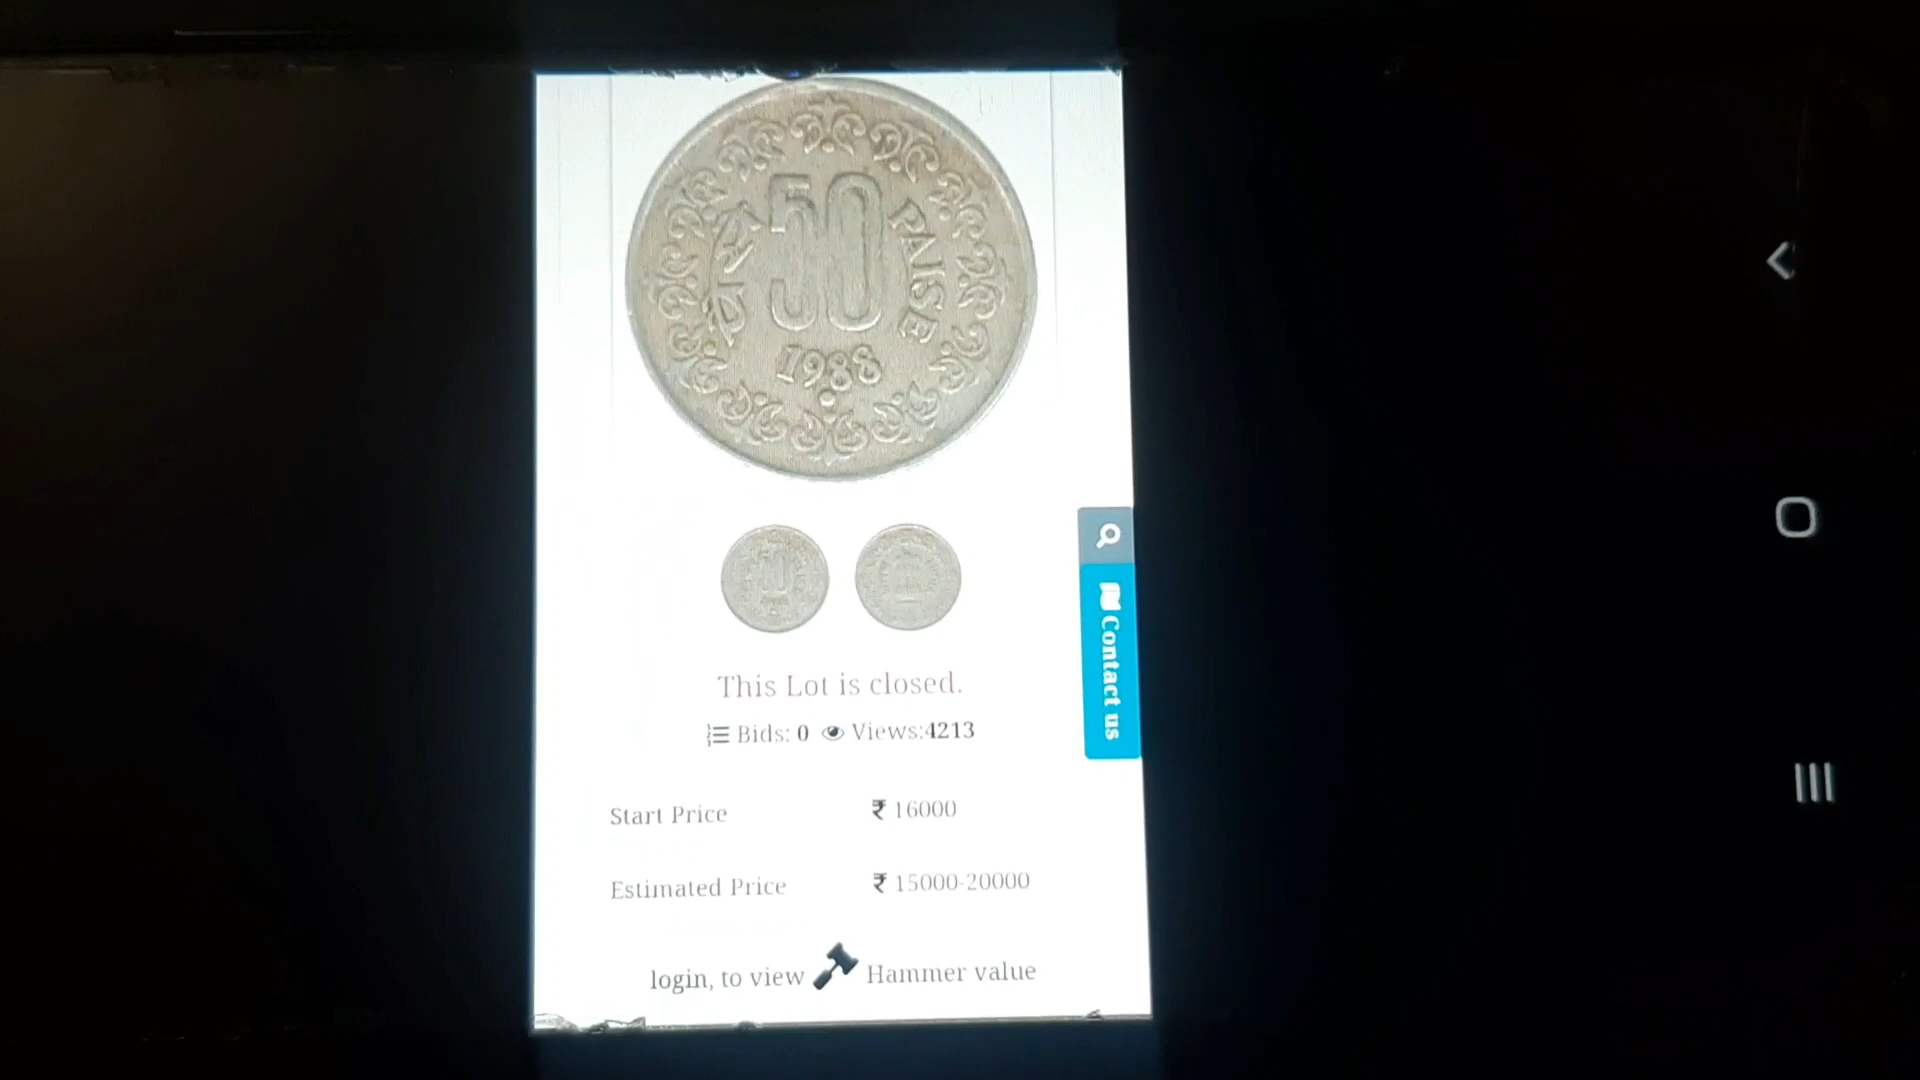 50
पैसे
PAISE
1988
This Lot is closed.
Bids: 0 Views:4213
Contact us
Start Price ₹ 16000
Estimated Price ₹ 15000-20000
login, to view Hammer value